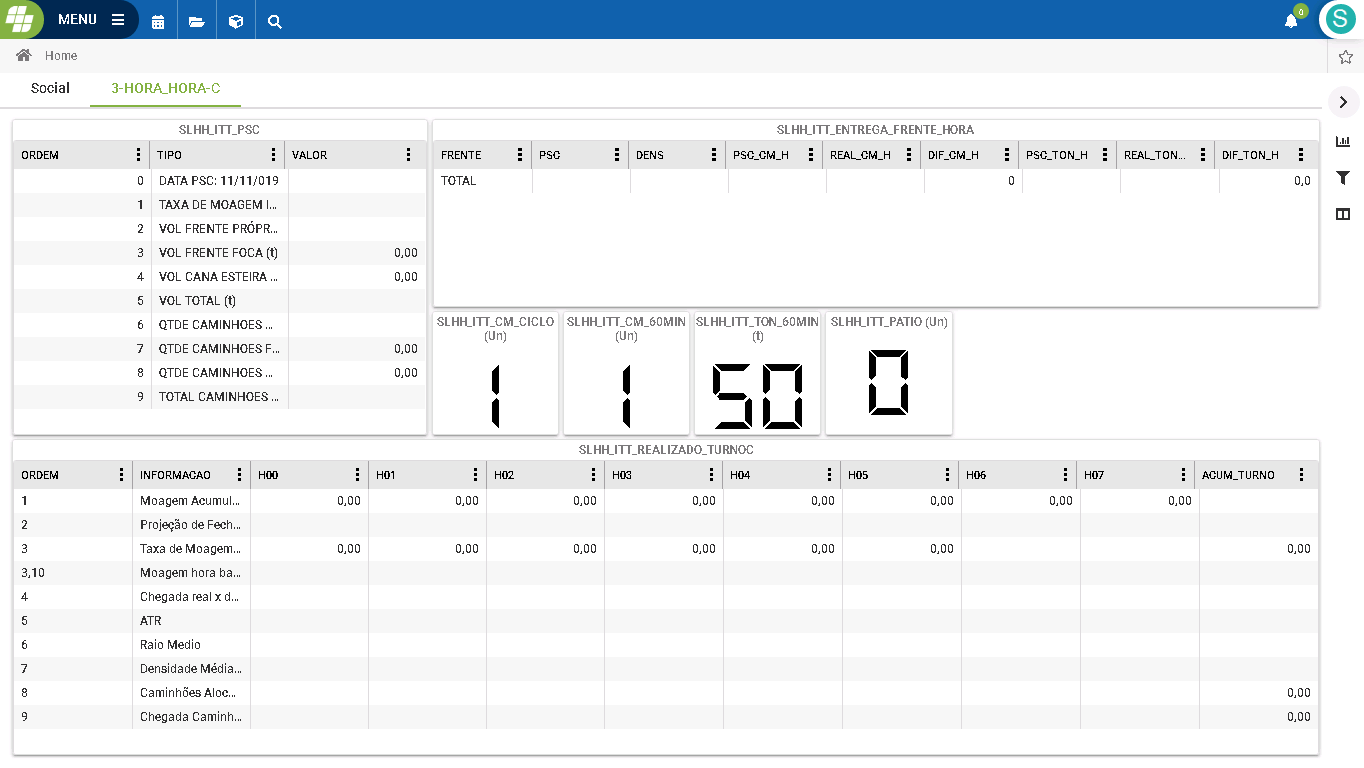 MENU
0
S
Home
Social 3-HORA_HORA-C
SLHH_ITT_PSC
ORDEM TIPO VALOR
0 DATA PSC: 11/11/019
1 TAXA DE MOAGEM I...
2 VOL FRENTE PRÓPR...
3 VOL FRENTE FOCA (t) 0,00
4 VOL CANA ESTEIRA ... 0,00
5 VOL TOTAL (t)
6 QTDE CAMINHOES ...
7 QTDE CAMINHOES F... 0,00
8 QTDE CAMINHOES ... 0,00
9 TOTAL CAMINHOES ...
SLHH_ITT_ENTREGA_FRENTE_HORA
FRENTE PSC DENS PSC_CM_H REAL_CM_H DIF_CM_H PSC_TON_H REAL_TON... DIF_TON_H
TOTAL 0 0,0
SLHH_ITT_CM_CICLO
(Un)
1
SLHH_ITT_CM_60MIN
(Un)
1
SLHH_ITT_TON_60MIN
(t)
50
SLHH_ITT_PATIO (Un)
0
SLHH_ITT_REALIZADO_TURNOC
ORDEM INFORMACAO H00 H01 H02 H03 H04 H05 H06 H07 ACUM_TURNO
1 Moagem Acumul... 0,00 0,00 0,00 0,00 0,00 0,00 0,00 0,00
2 Projeção de Fech...
3 Taxa de Moagem... 0,00 0,00 0,00 0,00 0,00 0,00 0,00
3,10 Moagem hora ba...
4 Chegada real x d...
5 ATR
6 Raio Medio
7 Densidade Média...
8 Caminhões Aloc... 0,00
9 Chegada Caminh... 0,00